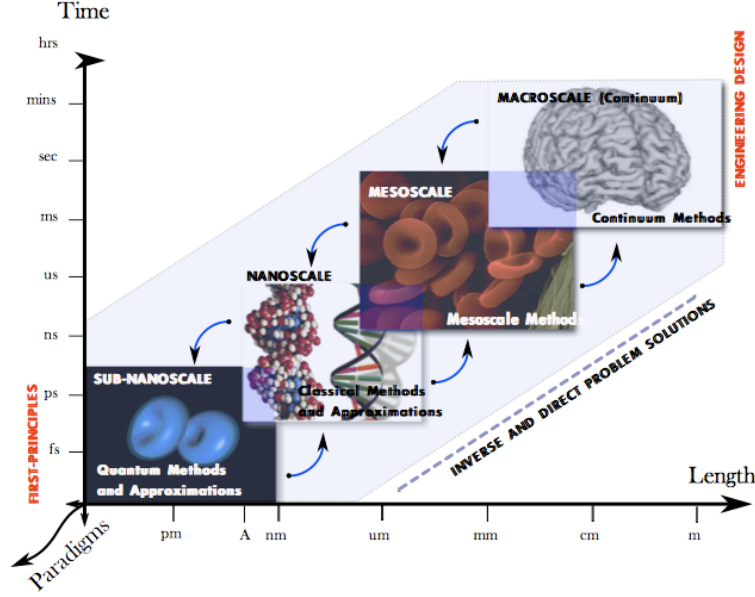 Time
hrs
mins
sec
ms
us
ns
ps
fs
MACROSCALE (Continuum)
Continuum Methods
MESOSCALE
Mesoscale Methods
NANOSCALE
Classical Methods
and Approximations
SUB-NANOSCALE
Quantum Methods
and Approximations
FIRST-PRINCIPLES
ENGINEERING DESIGN
INVERSE AND DIRECT PROBLEM SOLUTIONS
Length
pm
A
nm
um
mm
cm
m
Paradigms